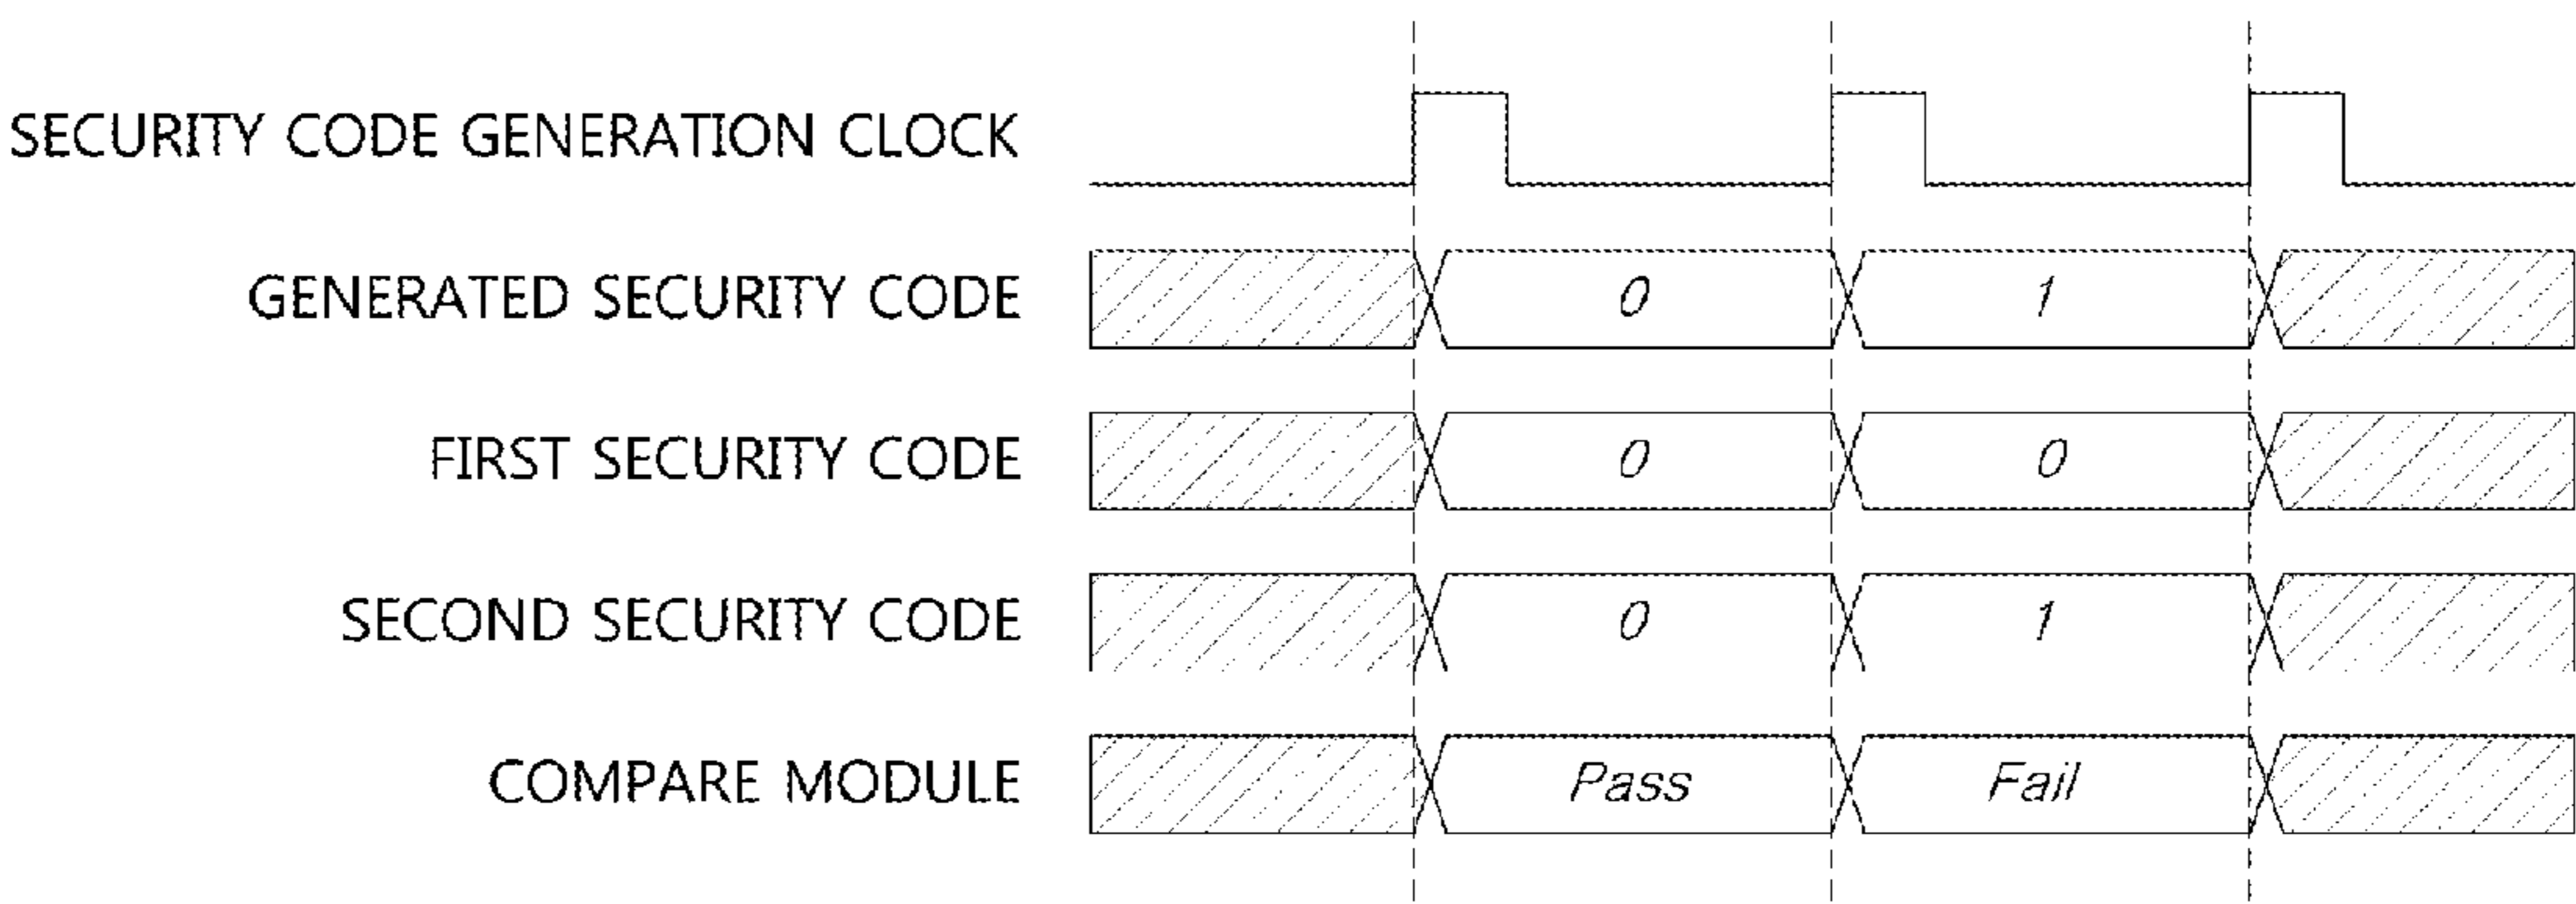 SECURITY CODE GENERATION CLOCK
GENERATED SECURITY CODE 0 1
FIRST SECURITY CODE 0 0
SECOND SECURITY CODE 0 1
COMPARE MODULE Pass Fail